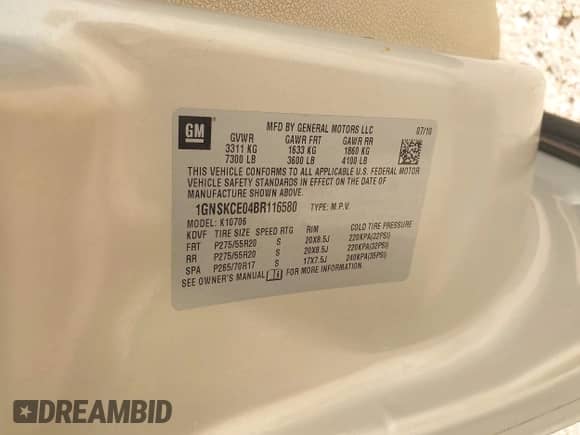 GM
MFD BY GENERAL MOTORS LLC 07/10
GVWR GAWR FRT GAWR RR
3311 KG 1633 KG 1860 KG
7300 LB 3600 LB 4100 LB
THIS VEHICLE CONFORMS TO ALL APPLICABLE U.S. FEDERAL MOTOR
VEHICLE SAFETY STANDARDS IN EFFECT ON THE DATE OF
MANUFACTURE SHOWN ABOVE.
1GNSKCE04BR116580 TYPE: M.P.V.
MODEL: K10706
KDVF TIRE SIZE SPEED RTG RIM COLD TIRE PRESSURE
FRT P275/55R20 S 20X8.5J 220KPA(32PSI)
RR P275/55R20 S 20X8.5J 220KPA(32PSI)
SPA P265/70R17 S 17X7.5J 240KPA(35PSI)
SEE OWNER'S MANUAL FOR MORE INFORMATION
DREAMBID